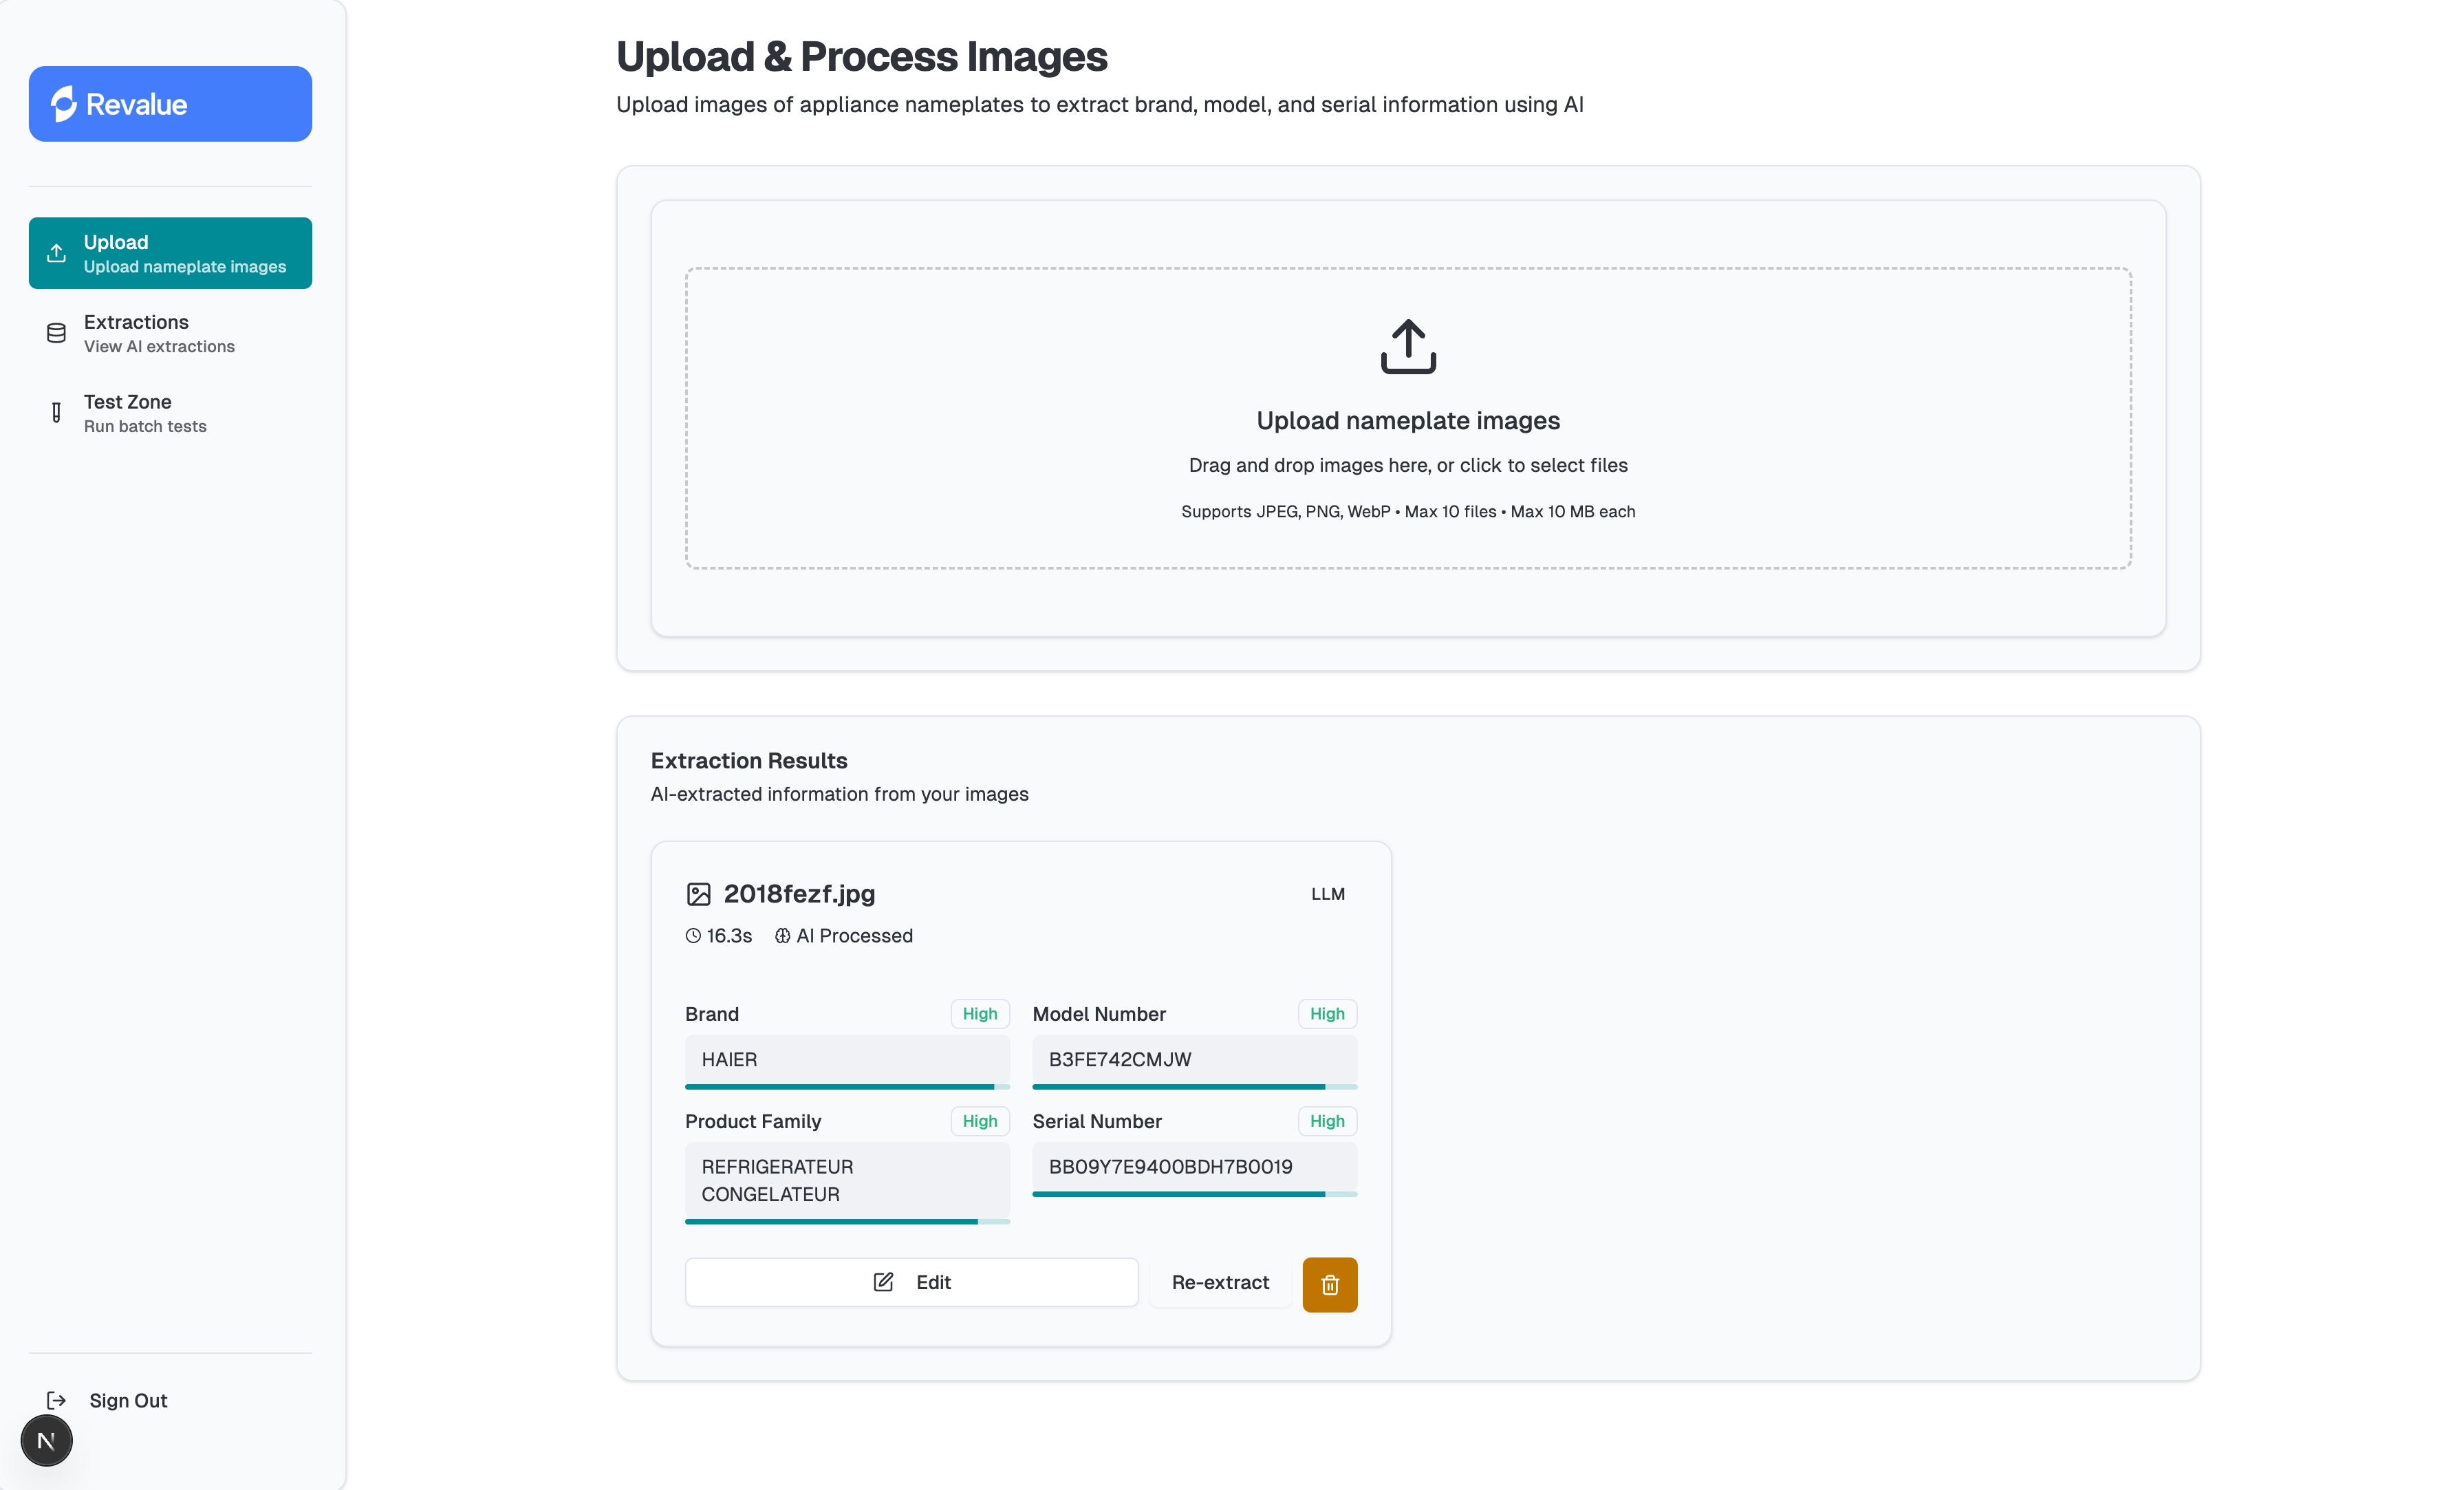 Revalue
Upload
Upload nameplate images
Extractions
View AI extractions
Test Zone
Run batch tests
Sign Out
N
Upload & Process Images
Upload images of appliance nameplates to extract brand, model, and serial information using AI
Upload nameplate images
Drag and drop images here, or click to select files
Supports JPEG, PNG, WebP • Max 10 files • Max 10 MB each
Extraction Results
AI-extracted information from your images
2018fezf.jpg
LLM
16.3s AI Processed
Brand High
HAIER
Model Number High
B3FE742CMJW
Product Family High
REFRIGERATEUR
CONGELATEUR
Serial Number High
BB09Y7E9400BDH7B0019
Edit
Re-extract